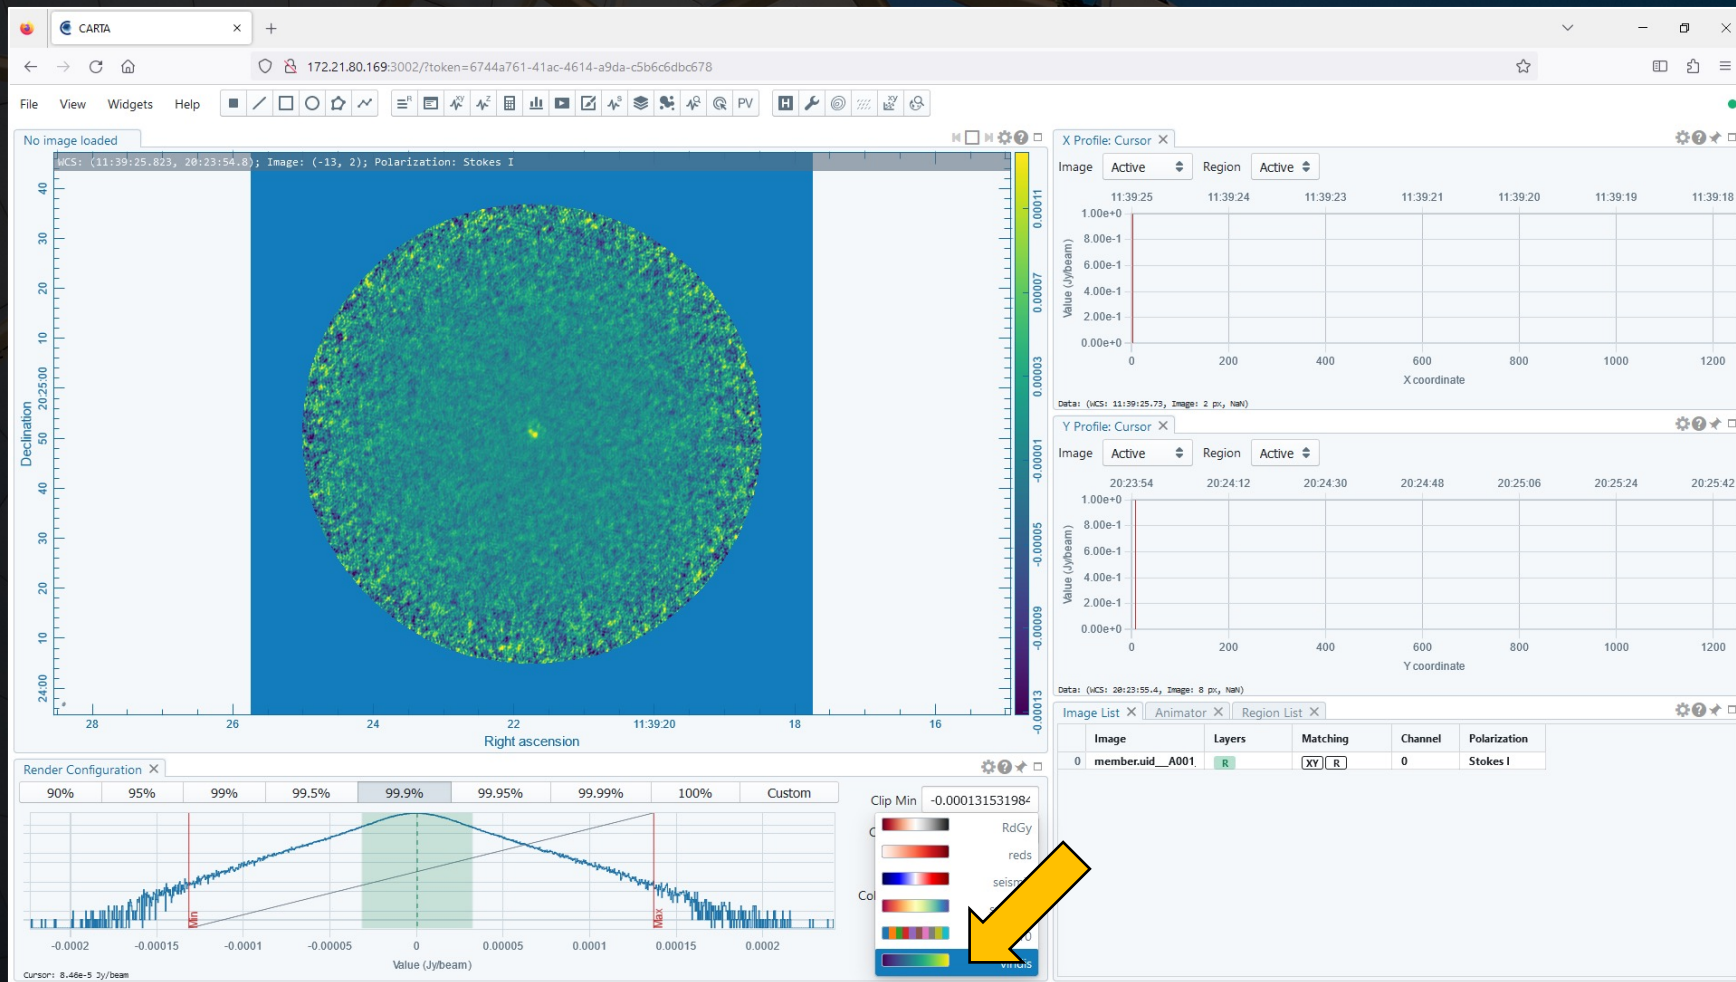 CARTA
172.21.80.169:3002/?token=6744a761-41ac-4614-a9da-c5b6c6dbc678
File View Widgets Help PV
No image loaded
WCS: (11:39:25.823, 20:23:54.8); Image: (-13, 2); Polarization: Stokes I
40
30
20
10
20:25:00
50
40
30
20
10
24:00
Declination
28 26 24 22 11:39:20 18 16
Right ascension
0.00011
0.00007
0.00003
-0.00001
-0.00005
-0.00009
-0.00013
Render Configuration
90% 95% 99% 99.5% 99.9% 99.95% 99.99% 100% Custom
Clip Min -0.000131531984
Min Max
-0.0002 -0.00015 -0.0001 -0.00005 0 0.00005 0.0001 0.00015 0.0002
Value (Jy/beam)
Cursor: 8.46e-5 Jy/beam
RdGy
reds
viridis
X Profile: Cursor
Image Active Region Active
11:39:25 11:39:24 11:39:23 11:39:21 11:39:20 11:39:19 11:39:18
1.00e+0
8.00e-1
6.00e-1
4.00e-1
2.00e-1
0.00e+0
Value (Jy/beam)
0 200 400 600 800 1000 1200
X coordinate
Data: (WCS: 11:39:25.73, Image: 2 px, NaN)
Y Profile: Cursor
Image Active Region Active
20:23:54 20:24:12 20:24:30 20:24:48 20:25:06 20:25:24 20:25:42
1.00e+0
8.00e-1
6.00e-1
4.00e-1
2.00e-1
0.00e+0
Value (Jy/beam)
0 200 400 600 800 1000 1200
Y coordinate
Data: (WCS: 20:23:55.4, Image: 8 px, NaN)
Image List Animator Region List
Image Layers Matching Channel Polarization
0 member.uid___A001_ R XY R 0 Stokes I